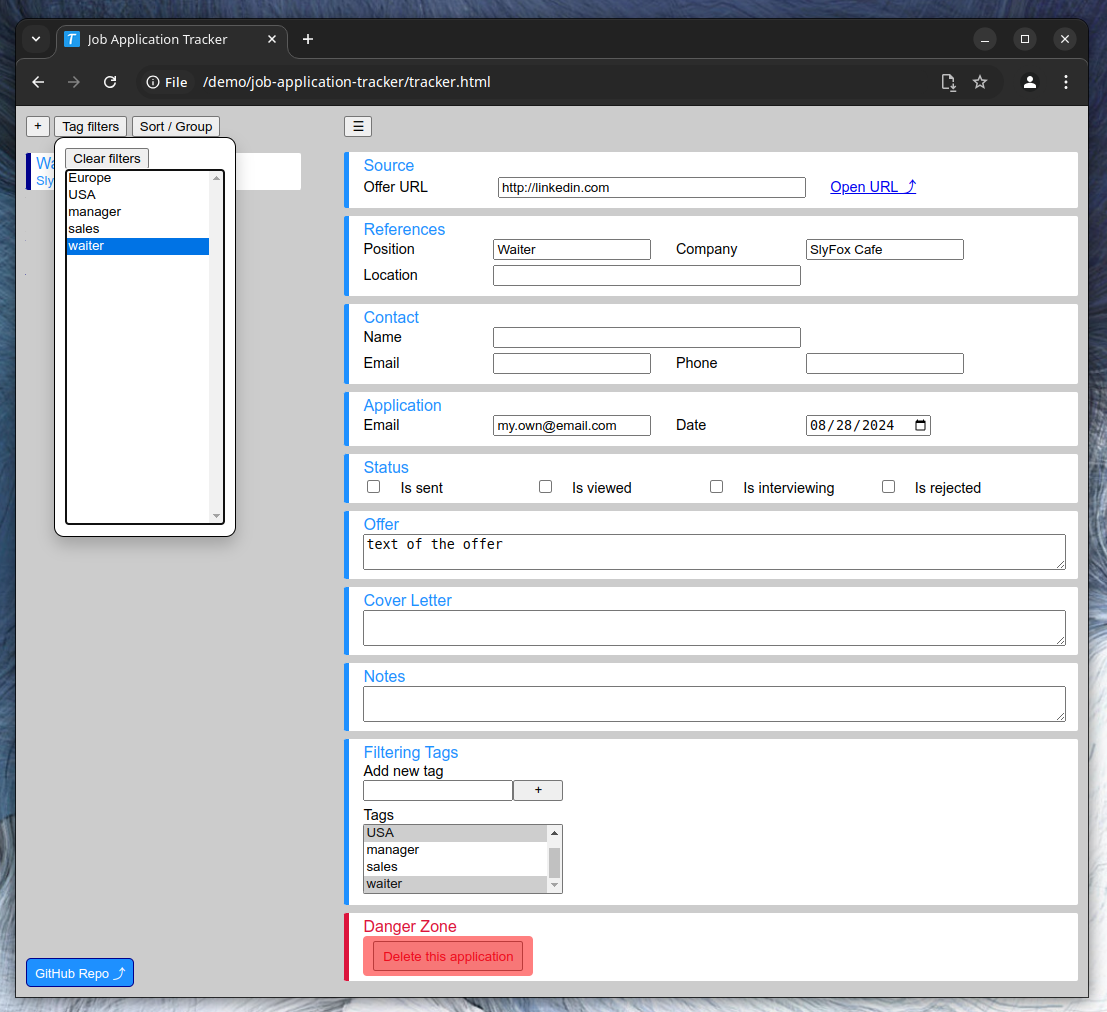 Job Application Tracker
File /demo/job-application-tracker/tracker.html
+ Tag filters Sort / Group
Clear filters
Europe
USA
manager
sales
waiter
GitHub Repo
Source
Offer URL http://linkedin.com Open URL
References
Position Waiter Company SlyFox Cafe
Location
Contact
Name
Email Phone
Application
Email my.own@email.com Date 08/28/2024
Status
Is sent Is viewed Is interviewing Is rejected
Offer
text of the offer
Cover Letter
Notes
Filtering Tags
Add new tag
+
Tags
USA
manager
sales
waiter
Danger Zone
Delete this application